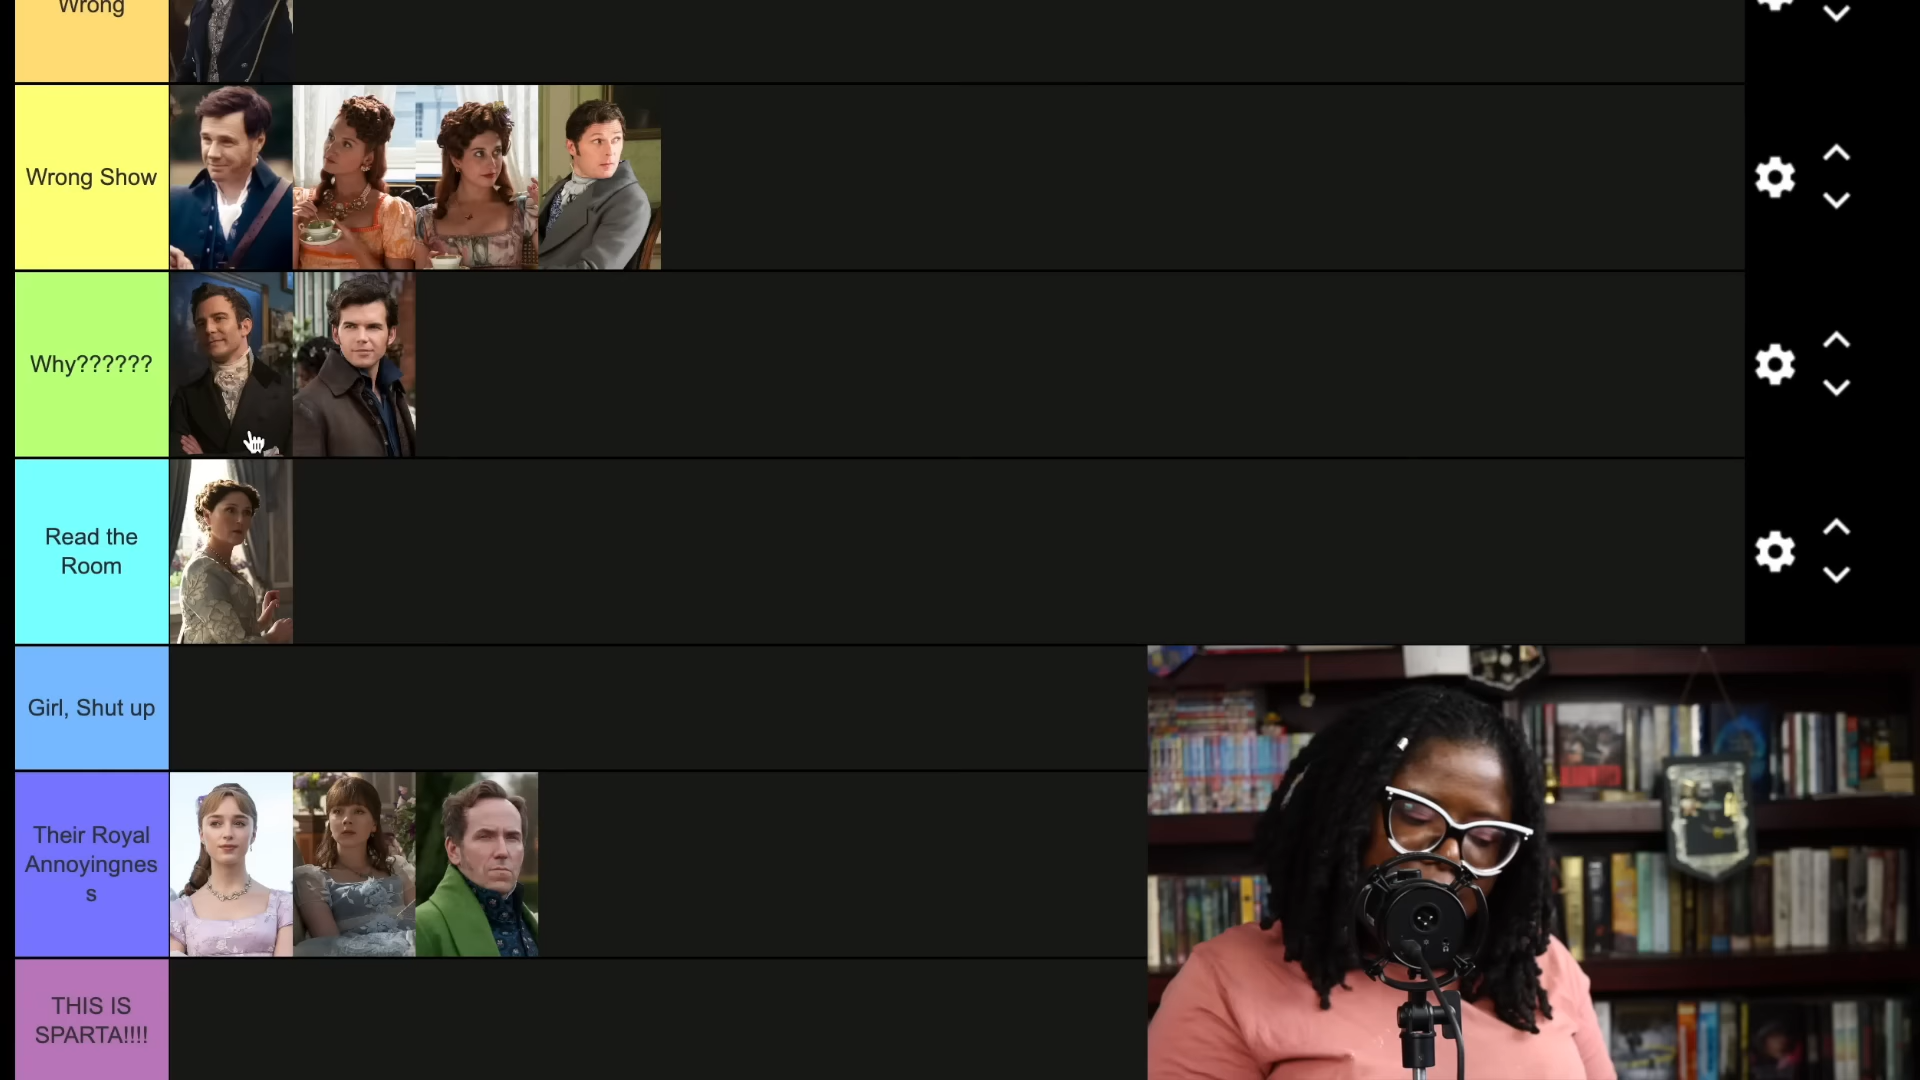 Wrong
Wrong Show
Why??????
Read the
Room
Girl, Shut up
Their Royal
Annoyingnes
s
THIS IS
SPARTA!!!!